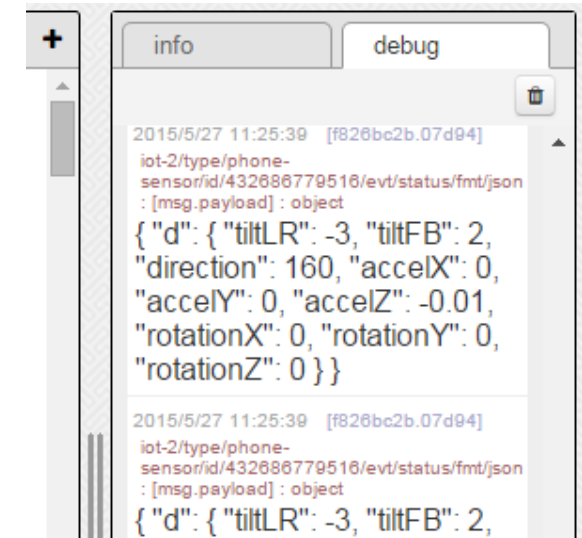 +
info
debug
2015/5/27 11:25:39 [f826bc2b.07d94]
iot-2/type/phone-
sensor/id/432686779516/evt/status/fmt/json
: [msg.payload] : object
{ "d": { "tiltLR": -3, "tiltFB": 2,
"direction": 160, "accelX": 0,
"accelY": 0, "accelZ": -0.01,
"rotationX": 0, "rotationY": 0,
"rotationZ": 0 } }
2015/5/27 11:25:39 [f826bc2b.07d94]
iot-2/type/phone-
sensor/id/432686779516/evt/status/fmt/json
: [msg.payload] : object
{ "d": { "tiltLR": -3, "tiltFB": 2,